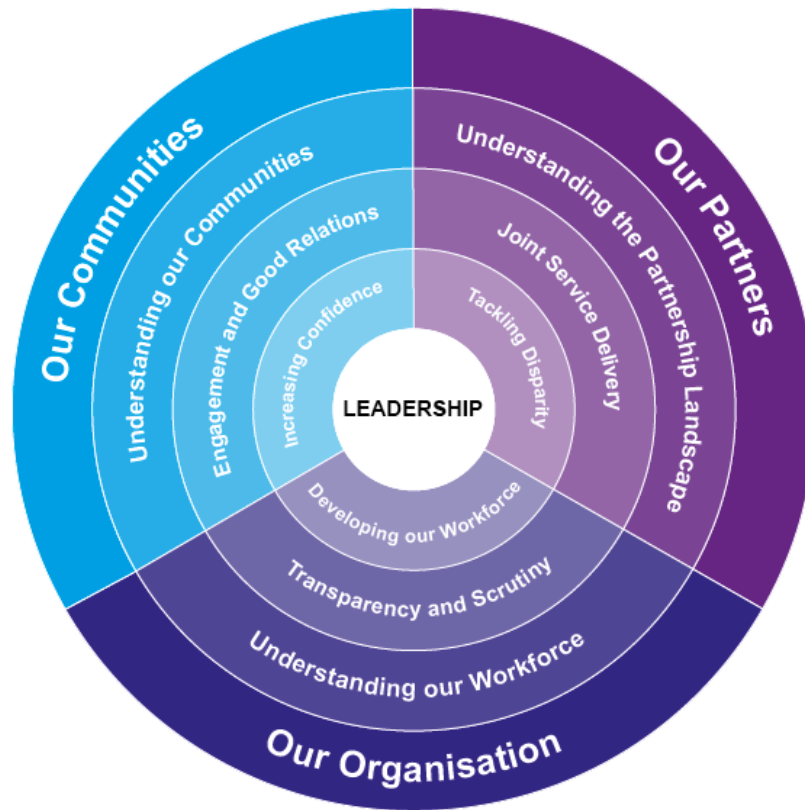 Our Communities
Understanding our Communities
Engagement and Good Relations
Increasing Confidence
Our Partners
Understanding the Partnership Landscape
Joint Service Delivery
Tackling Disparity
LEADERSHIP
Developing our Workforce
Transparency and Scrutiny
Understanding our Workforce
Our Organisation